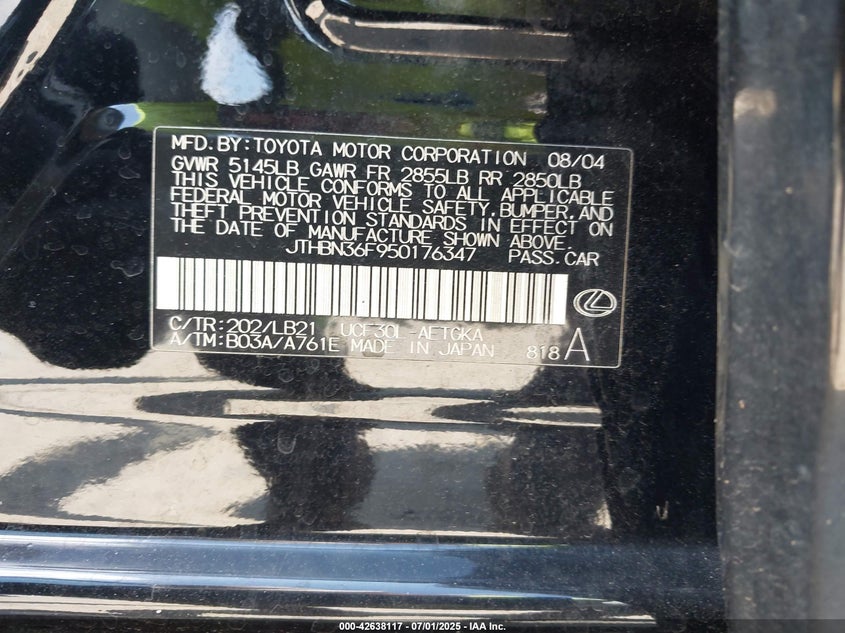 MFD.BY:TOYOTA MOTOR CORPORATION 08/04
GVWR 5145LB GAWR FR 2855LB RR 2850LB
THIS VEHICLE CONFORMS TO ALL APPLICABLE
FEDERAL MOTOR VEHICLE SAFETY,BUMPER,AND
THEFT PREVENTION STANDARDS IN EFFECT ON
THE DATE OF MANUFACTURE SHOWN ABOVE.
JTHBN36F950176347 PASS.CAR
C/TR:202/LB21 UCF30L-AETGKA
A/TM:B03A/A761E MADE IN JAPAN 818 A
000-42638117 - 07/01/2025 - IAA Inc.